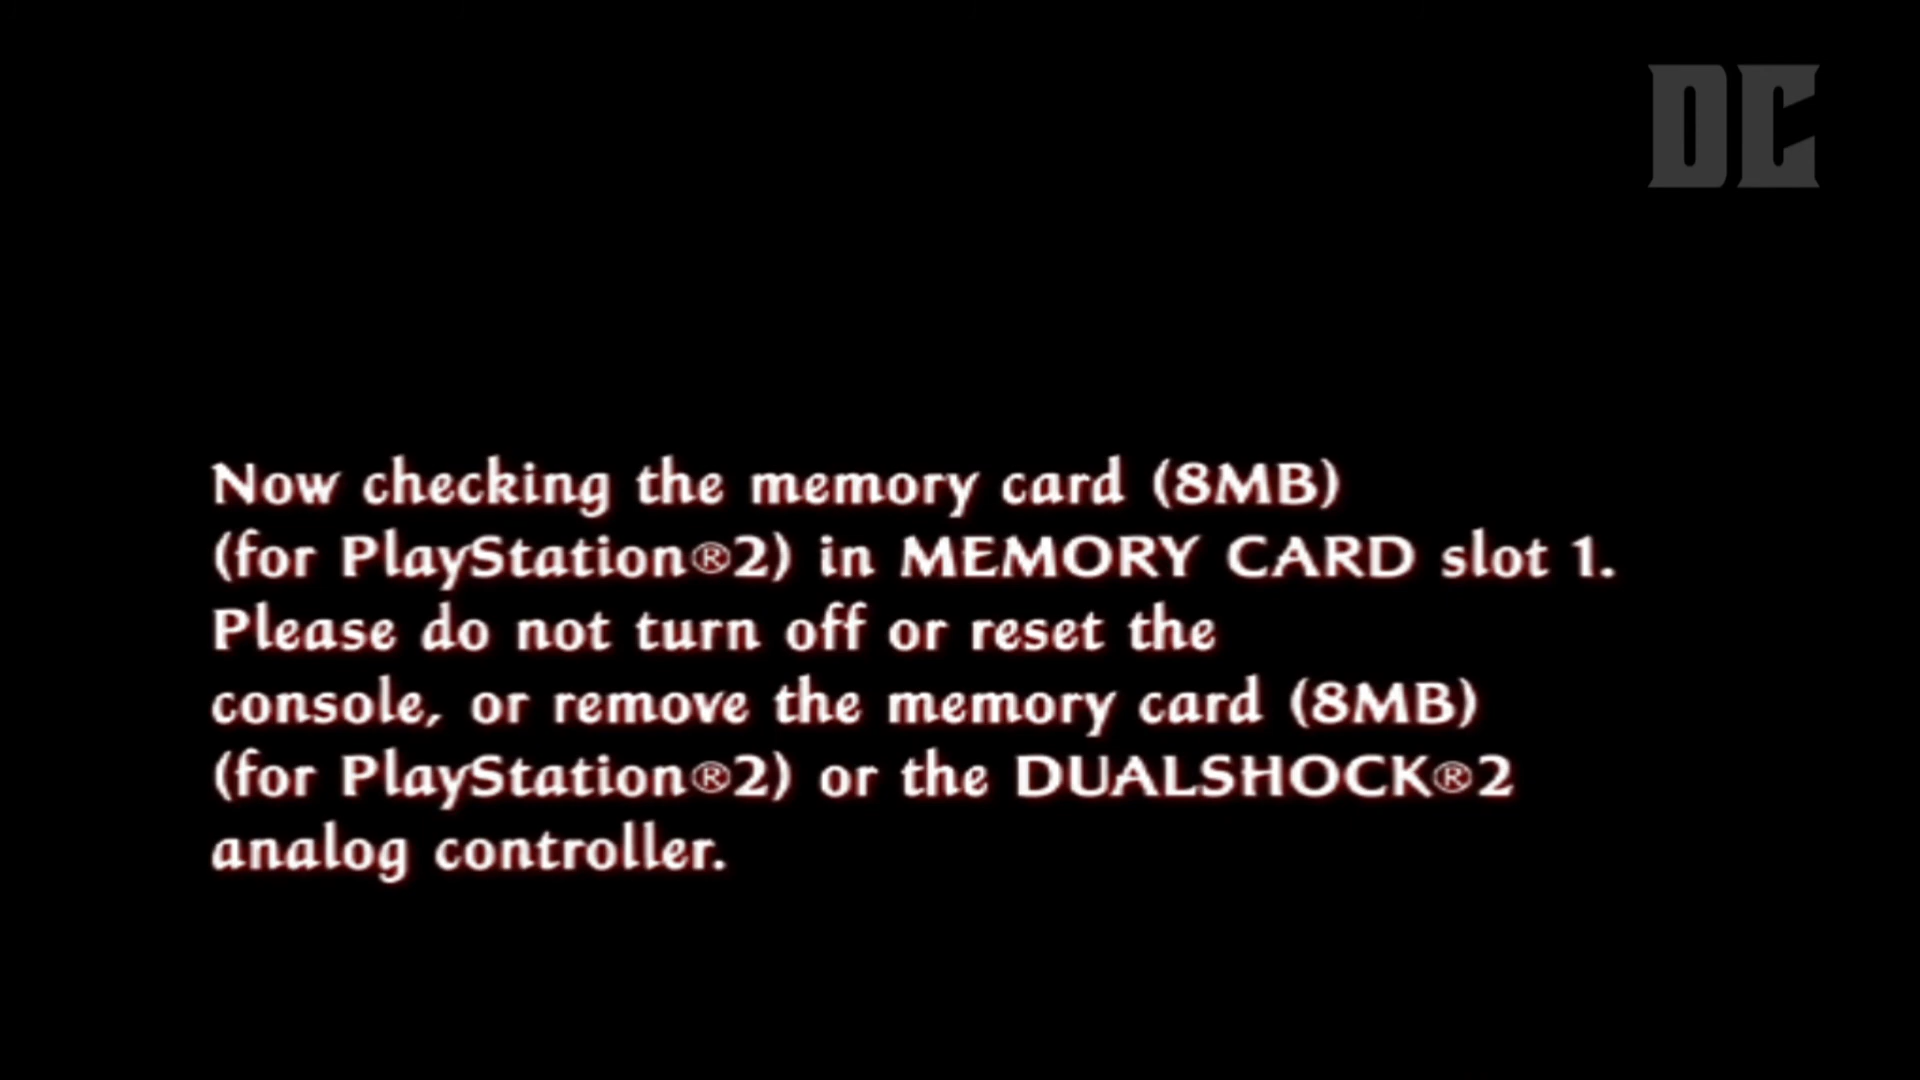 DC
Now checking the memory card (8MB)
(for PlayStation®2) in MEMORY CARD slot 1.
Please do not turn off or reset the
console, or remove the memory card (8MB)
(for PlayStation®2) or the DUALSHOCK®2
analog controller.